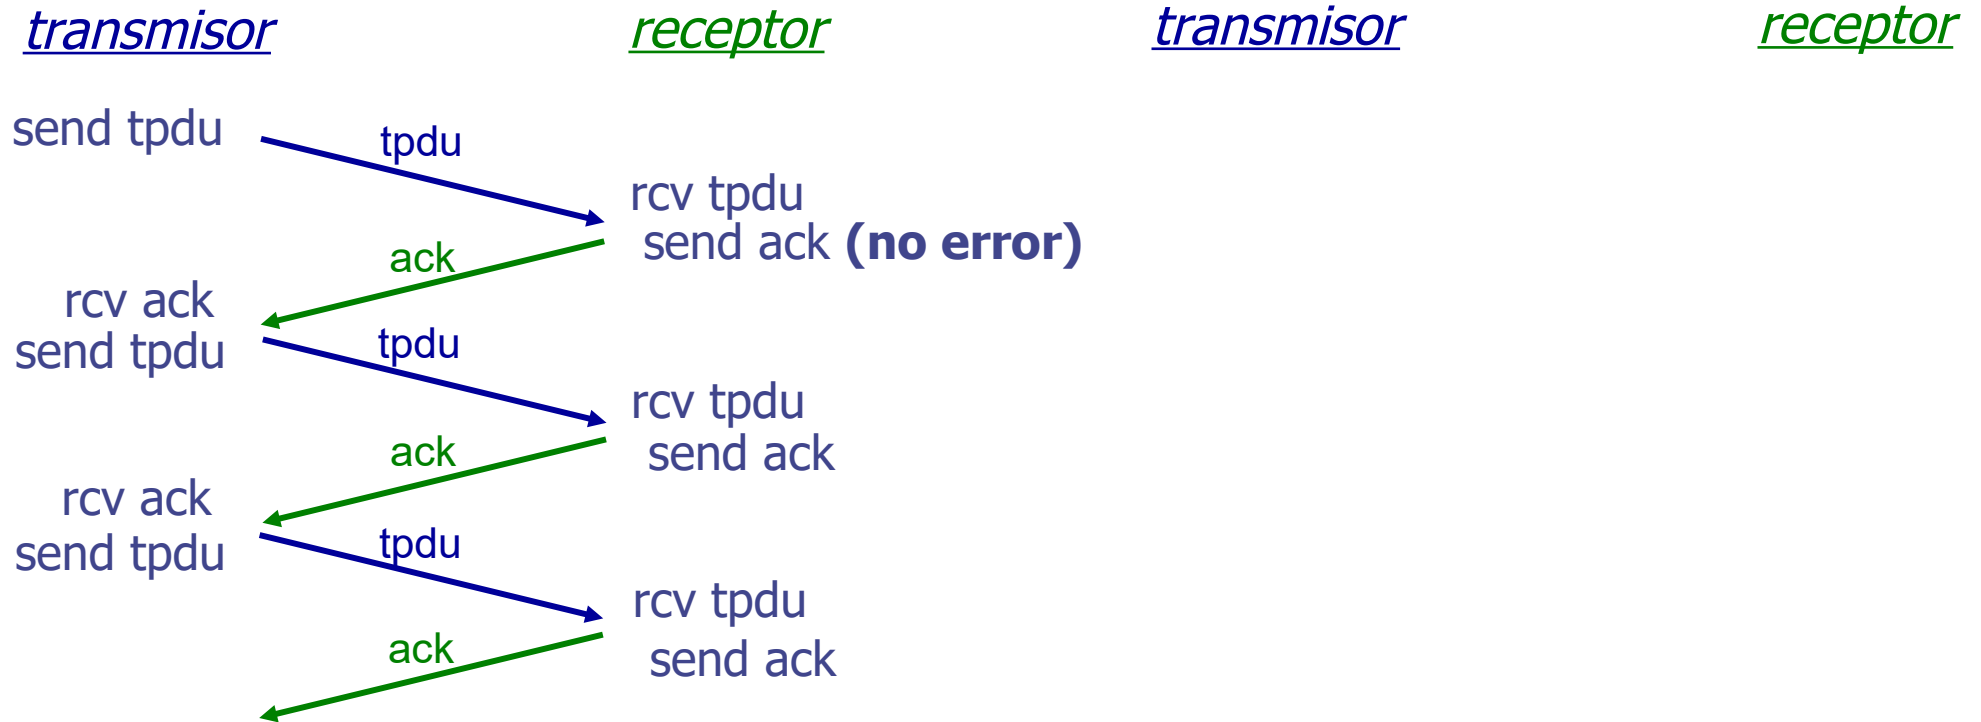 transmisor receptor transmisor receptor
send tpdu
tpdu
rcv tpdu
send ack (no error)
ack
rcv ack
send tpdu
tpdu
rcv tpdu
send ack
ack
rcv ack
send tpdu
tpdu
rcv tpdu
send ack
ack